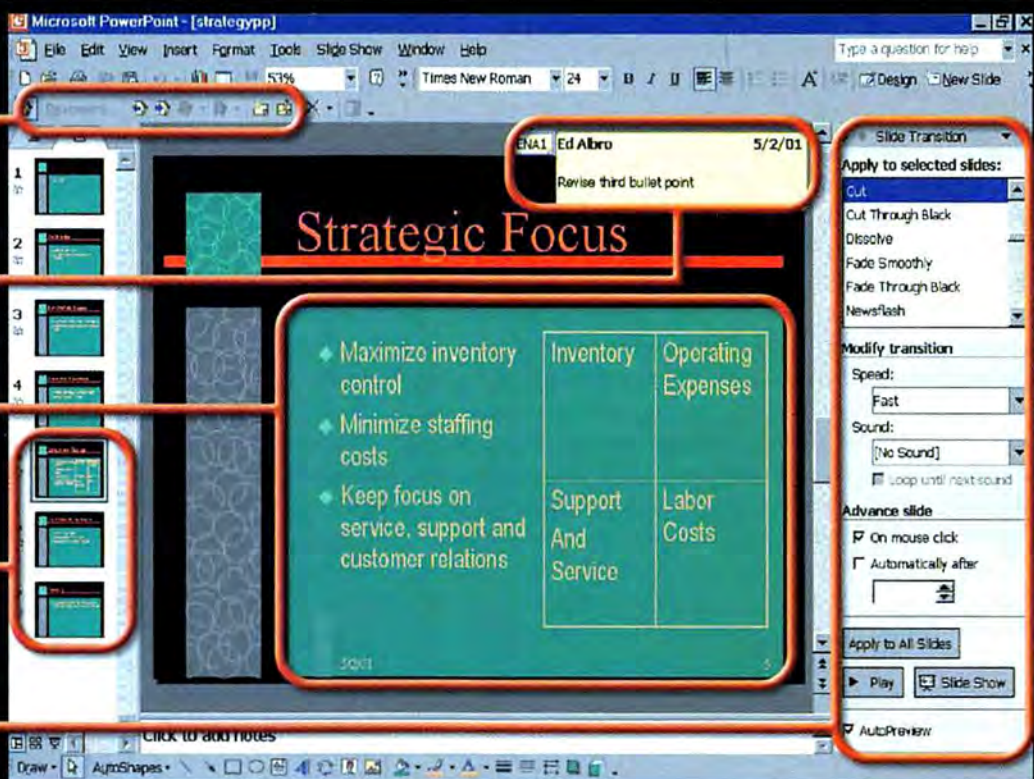 Microsoft PowerPoint - [strategypp]
File Edit View Insert Format Tools Slide Show Window Help
Type a question for help
53% Times New Roman 24 B I U A Design New Slide
Slide Transition
ENA1 Ed Albro 5/2/01
Revise third bullet point
Apply to selected slides:
Cut
Cut Through Black
Dissolve
Fade Smoothly
Fade Through Black
Newsflash
1
2
3
4
Strategic Focus
Maximize inventory
control
Minimize staffing
costs
Keep focus on
service, support and
customer relations
Inventory
Operating
Expenses
Support
And
Service
Labor
Costs
5
Modify transition
Speed:
Fast
Sound:
[No Sound]
Loop until next sound
Advance slide
On mouse click
Automatically after
Apply to All Slides
Play Slide Show
AutoPreview
Click to add notes
Draw AutoShapes A